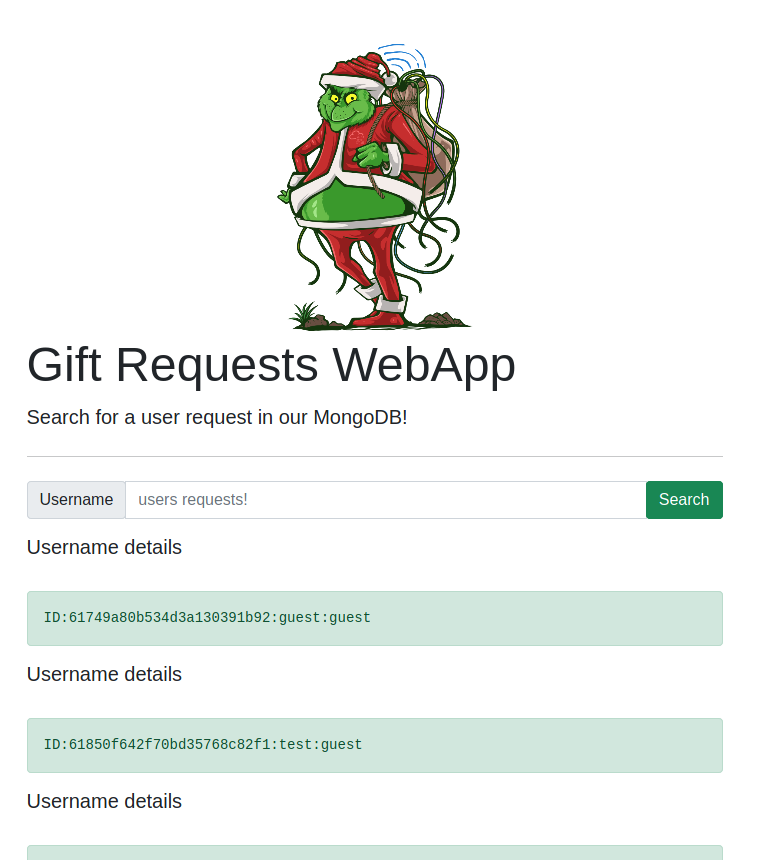 Gift Requests WebApp
Search for a user request in our MongoDB!
Username users requests! Search
Username details
ID:61749a80b534d3a130391b92:guest:guest
Username details
ID:61850f642f70bd35768c82f1:test:guest
Username details